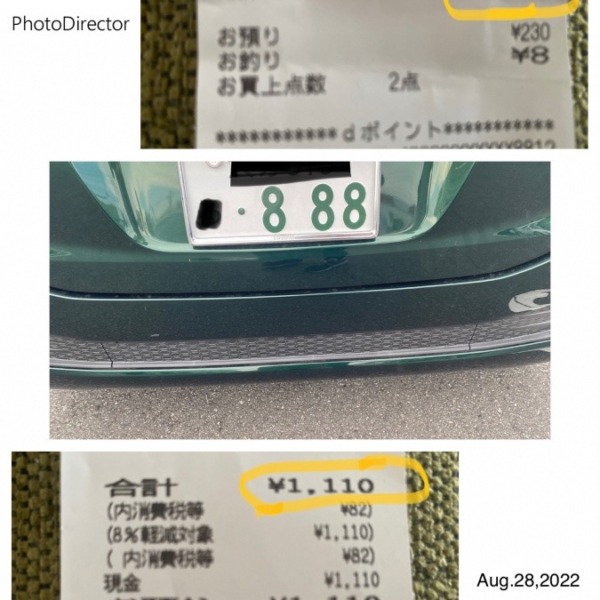 PhotoDirector
お預り ¥230
お釣り ¥8
お買上点数 2点
***********dポイント***********
・8 88
合計 ¥1,110
(内消費税等 ¥82)
(8%軽減対象 ¥1,110)
(内消費税等 ¥82)
現金 ¥1,110
Aug.28,2022